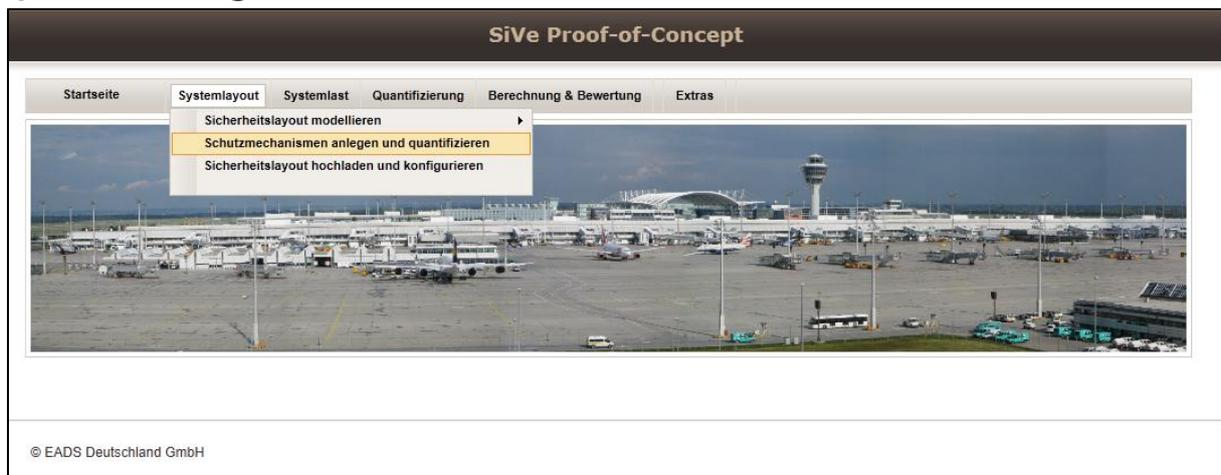 SiVe Proof-of-Concept
Startseite Systemlayout Systemlast Quantifizierung Berechnung & Bewertung Extras
Sicherheitslayout modellieren
Schutzmechanismen anlegen und quantifizieren
Sicherheitslayout hochladen und konfigurieren
© EADS Deutschland GmbH